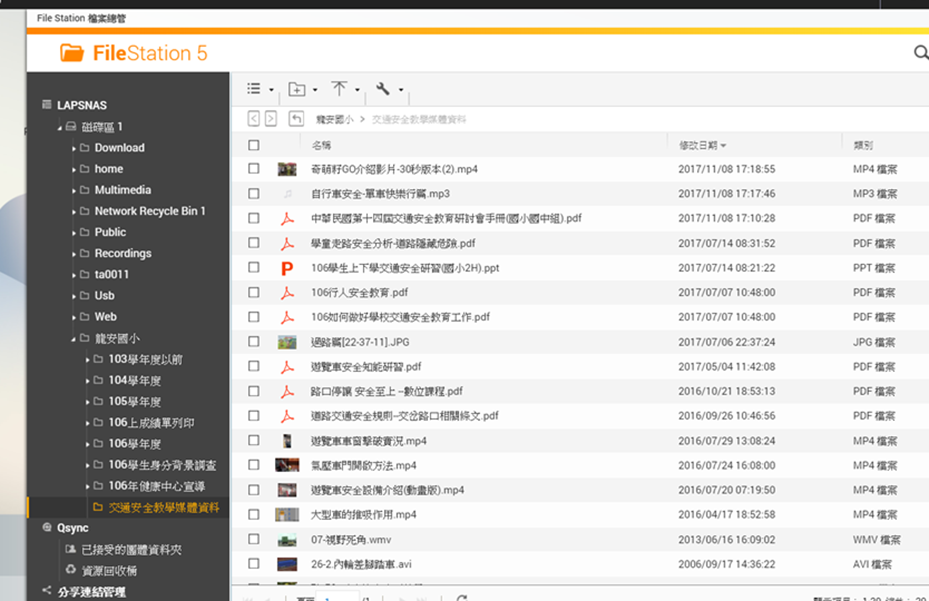 File Station 檔案總管
FileStation 5
LAPSNAS
磁碟區 1
Download
home
Multimedia
Network Recycle Bin 1
Public
Recordings
ta0011
Usb
Web
龍安國小
103學年度以前
104學年度
105學年度
106上成績單列印
106學年度
106學生身分背景調查
106年健康中心宣導
交通安全教學媒體資料
Qsync
已接受的團體資料夾
資源回收桶
分享連結管理
龍安國小 > 交通安全教學媒體資料
名稱 修改日期 類別
奇萌籽GO介紹影片-30秒版本(2).mp4 2017/11/08 17:18:55 MP4 檔案
自行車安全-單車快樂行篇.mp3 2017/11/08 17:17:46 MP3 檔案
中華民國第十四屆交通安全教育研討會手冊(國小國中組).pdf 2017/11/08 17:10:28 PDF 檔案
學童走路安全分析-道路隱藏危險.pdf 2017/07/14 08:31:52 PDF 檔案
106學生上下學交通安全研習(國小2H).ppt 2017/07/14 08:21:22 PPT 檔案
106行人安全教育.pdf 2017/07/07 10:48:00 PDF 檔案
106如何做好學校交通安全教育工作.pdf 2017/07/07 10:48:00 PDF 檔案
過路篇[22-37-11].JPG 2017/07/06 22:37:24 JPG 檔案
遊覽車安全知能研習.pdf 2017/05/04 11:42:08 PDF 檔案
路口停讓 安全至上 --數位課程.pdf 2016/10/21 18:53:13 PDF 檔案
道路交通安全規則--交岔路口相關條文.pdf 2016/09/26 10:46:56 PDF 檔案
遊覽車車窗擊破實況.mp4 2016/07/29 13:08:24 MP4 檔案
氣壓車門開啟方法.mp4 2016/07/24 16:08:00 MP4 檔案
遊覽車安全設備介紹(動畫版).mp4 2016/07/20 07:19:50 MP4 檔案
大型車的推吸作用.mp4 2016/04/17 18:52:58 MP4 檔案
07-視野死角.wmv 2013/06/16 16:09:02 WMV 檔案
26-2.內輪差腳踏車.avi 2006/09/17 14:36:22 AVI 檔案